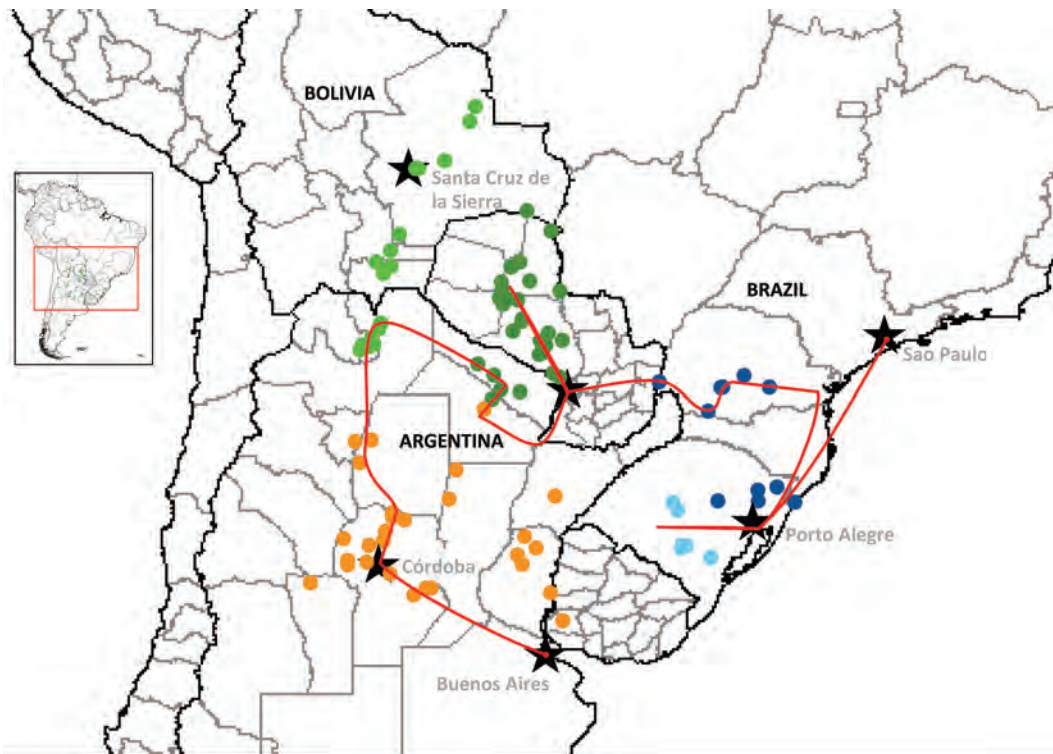 BOLIVIA
Santa Cruz de
la Sierra
BRAZIL
Sao Paulo
ARGENTINA
Porto Alegre
Córdoba
Buenos Aires